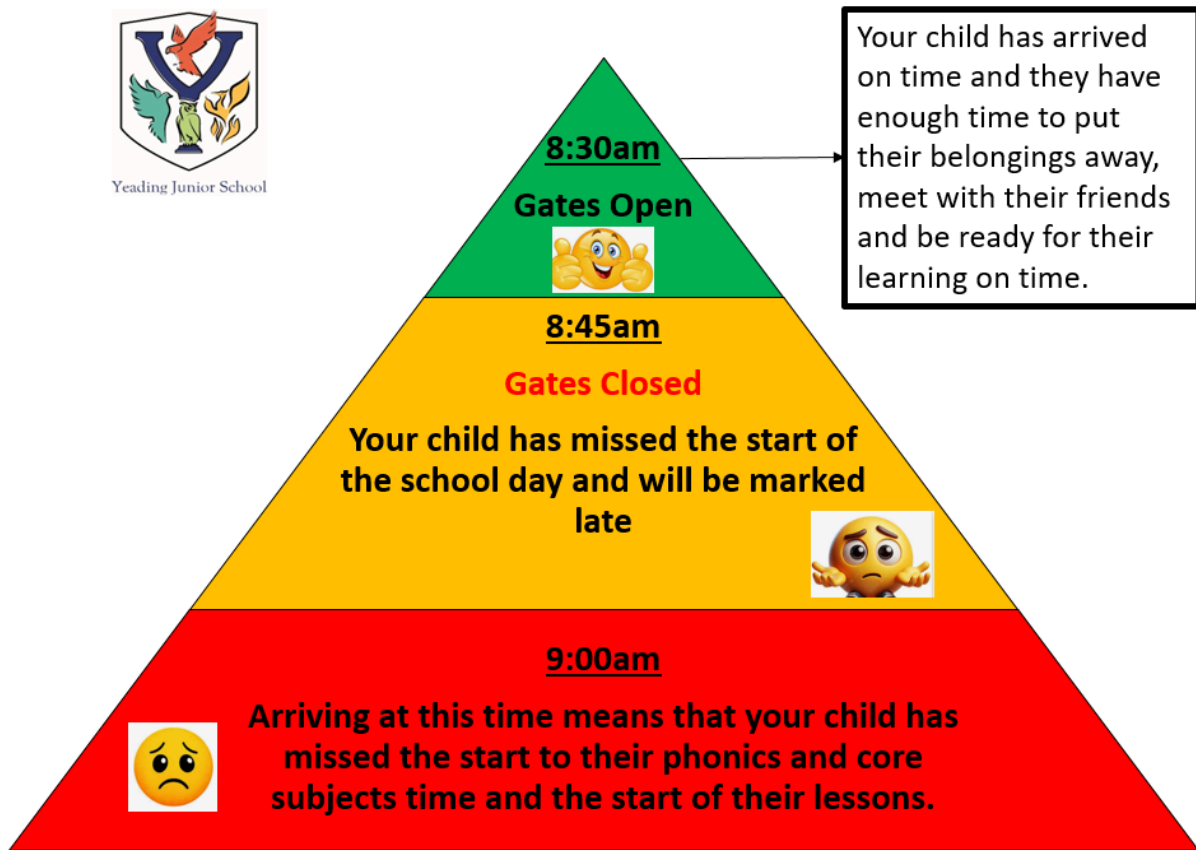 Yeading Junior School
8:30am
Gates Open
Your child has arrived
on time and they have
enough time to put
their belongings away,
meet with their friends
and be ready for their
learning on time.
8:45am
Gates Closed
Your child has missed the start of
the school day and will be marked
late
9:00am
Arriving at this time means that your child has
missed the start to their phonics and core
subjects time and the start of their lessons.